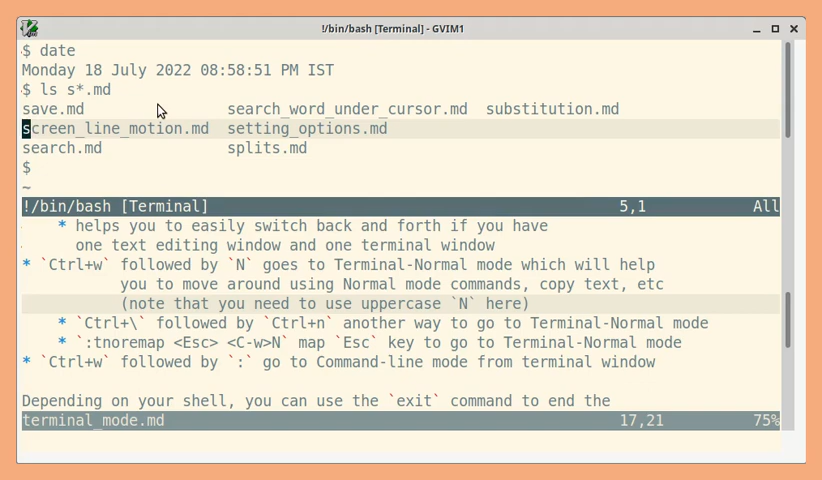 !/bin/bash [Terminal] - GVIM1
$ date
Monday 18 July 2022 08:58:51 PM IST
$ ls s*.md
save.md search_word_under_cursor.md substitution.md
screen_line_motion.md setting_options.md
search.md splits.md
$
~
!/bin/bash [Terminal] 5,1 All
* helps you to easily switch back and forth if you have
one text editing window and one terminal window
* `Ctrl+w` followed by `N` goes to Terminal-Normal mode which will help
you to move around using Normal mode commands, copy text, etc
(note that you need to use uppercase `N` here)
* `Ctrl+\` followed by `Ctrl+n` another way to go to Terminal-Normal mode
* `:tnoremap <Esc> <C-w>N` map `Esc` key to go to Terminal-Normal mode
* `Ctrl+w` followed by `:` go to Command-line mode from terminal window
Depending on your shell, you can use the `exit` command to end the
terminal_mode.md 17,21 75%